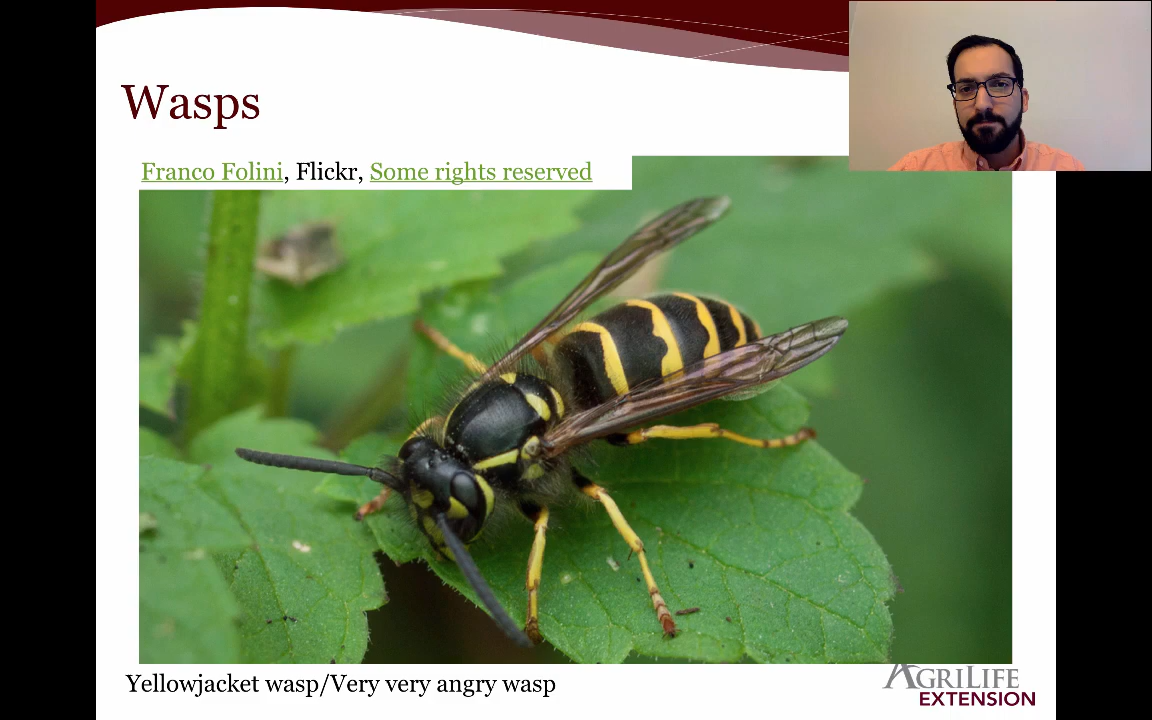 Wasps
Franco Folini, Flickr, Some rights reserved
Yellowjacket wasp/Very very angry wasp
AGRILIFE
EXTENSION